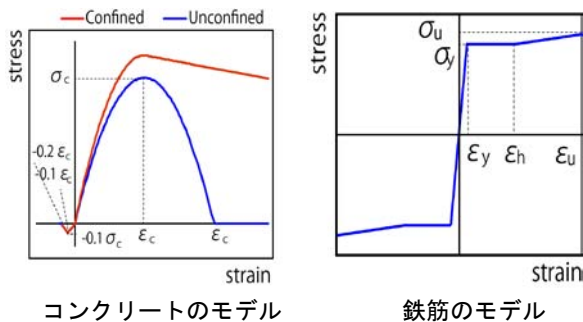 Confined Unconfined
stress
σc
-0.2 εc
-0.1 εc
-0.1 σc
εc
εc
strain
コンクリートのモデル
stress
σu
σy
εy εh εu
strain
鉄筋のモデル